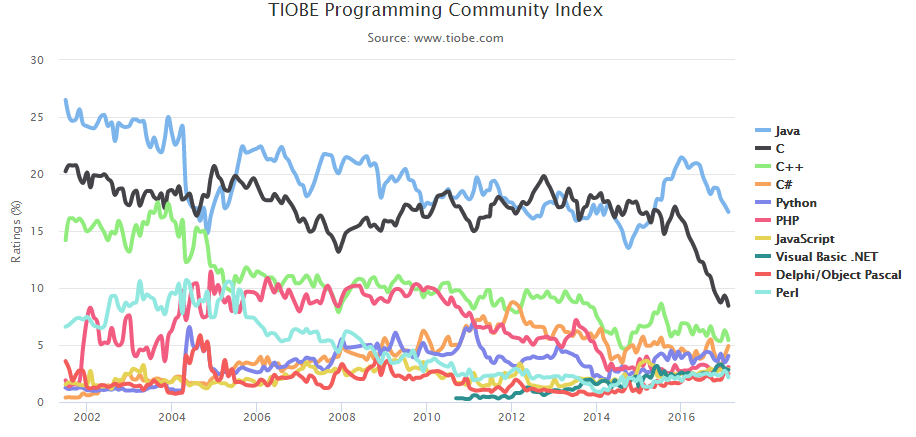 TIOBE Programming Community Index
Source: www.tiobe.com
Ratings (%)
30
25
20
15
10
5
0
2002 2004 2006 2008 2010 2012 2014 2016
Java
C
C++
C#
Python
PHP
JavaScript
Visual Basic .NET
Delphi/Object Pascal
Perl